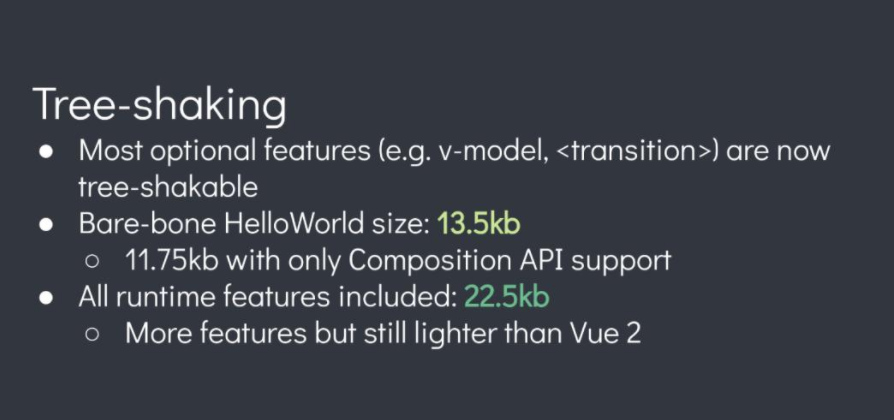 Tree-shaking
● Most optional features (e.g. v-model, <transition>) are now
tree-shakable
● Bare-bone HelloWorld size: 13.5kb
○ 11.75kb with only Composition API support
● All runtime features included: 22.5kb
○ More features but still lighter than Vue 2